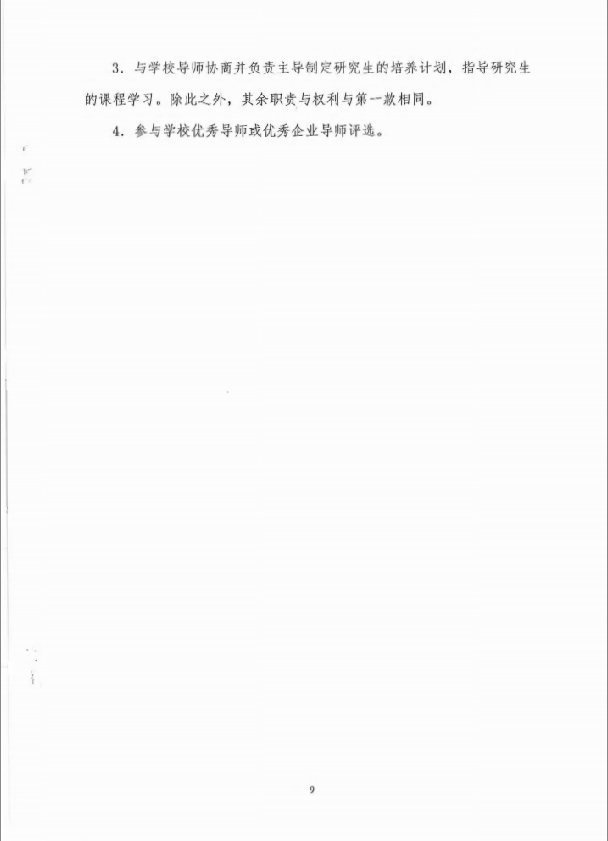 3. 与学校导师协商并负责主导制定研究生的培养计划，指导研究生
的课程学习。除此之外，其余职责与权利与第一款相同。
4. 参与学校优秀导师或优秀企业导师评选。
9